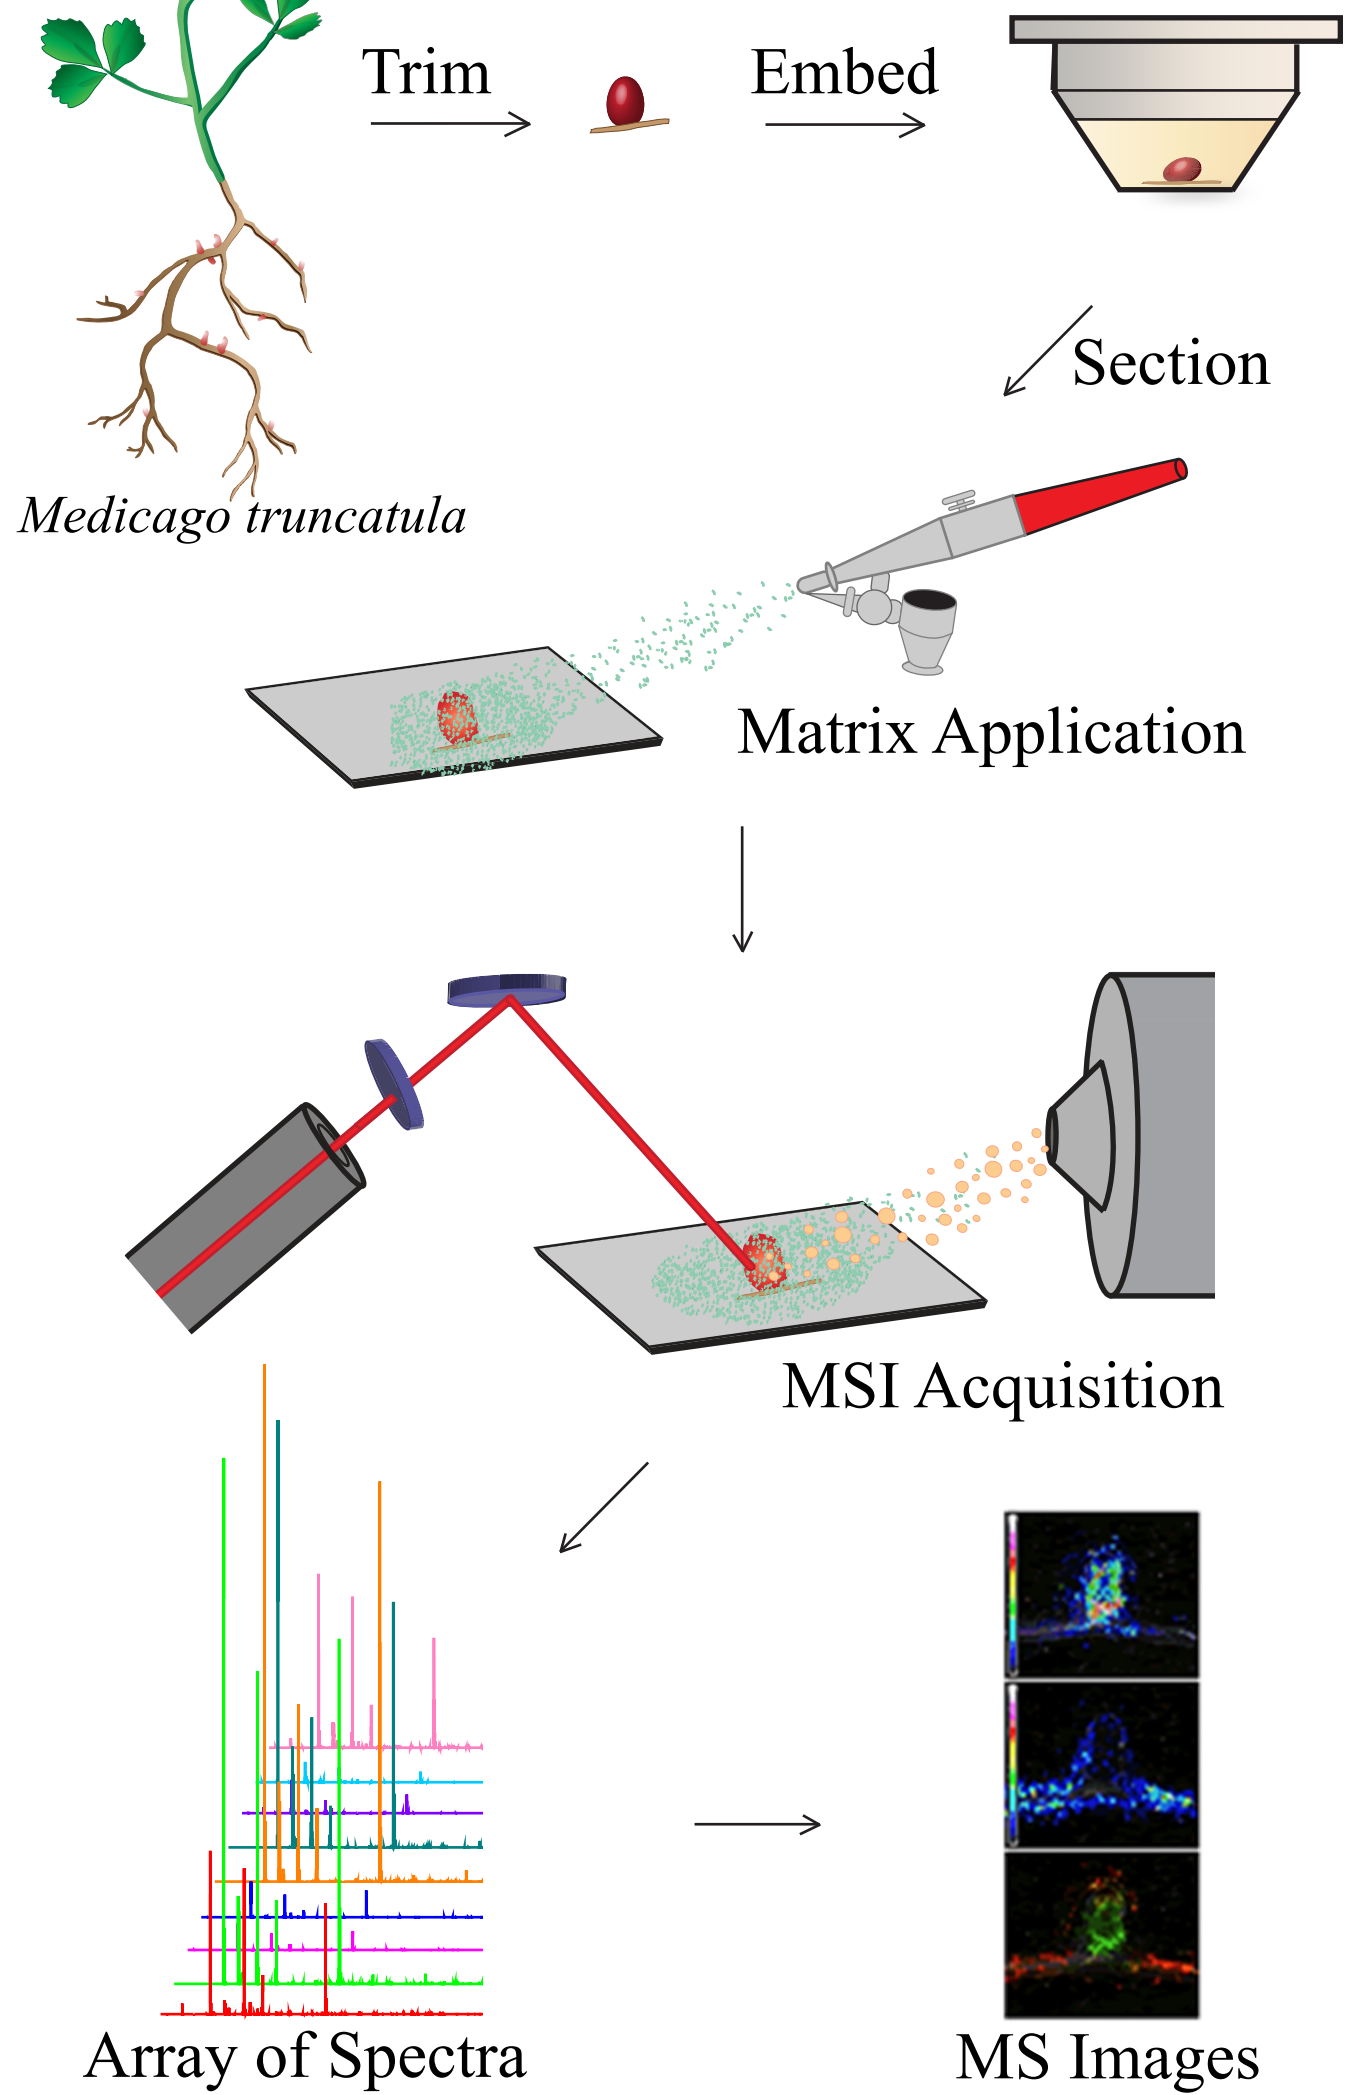 Trim
Embed
Section
Medicago truncatula
Matrix Application
MSI Acquisition
Array of Spectra
MS Images